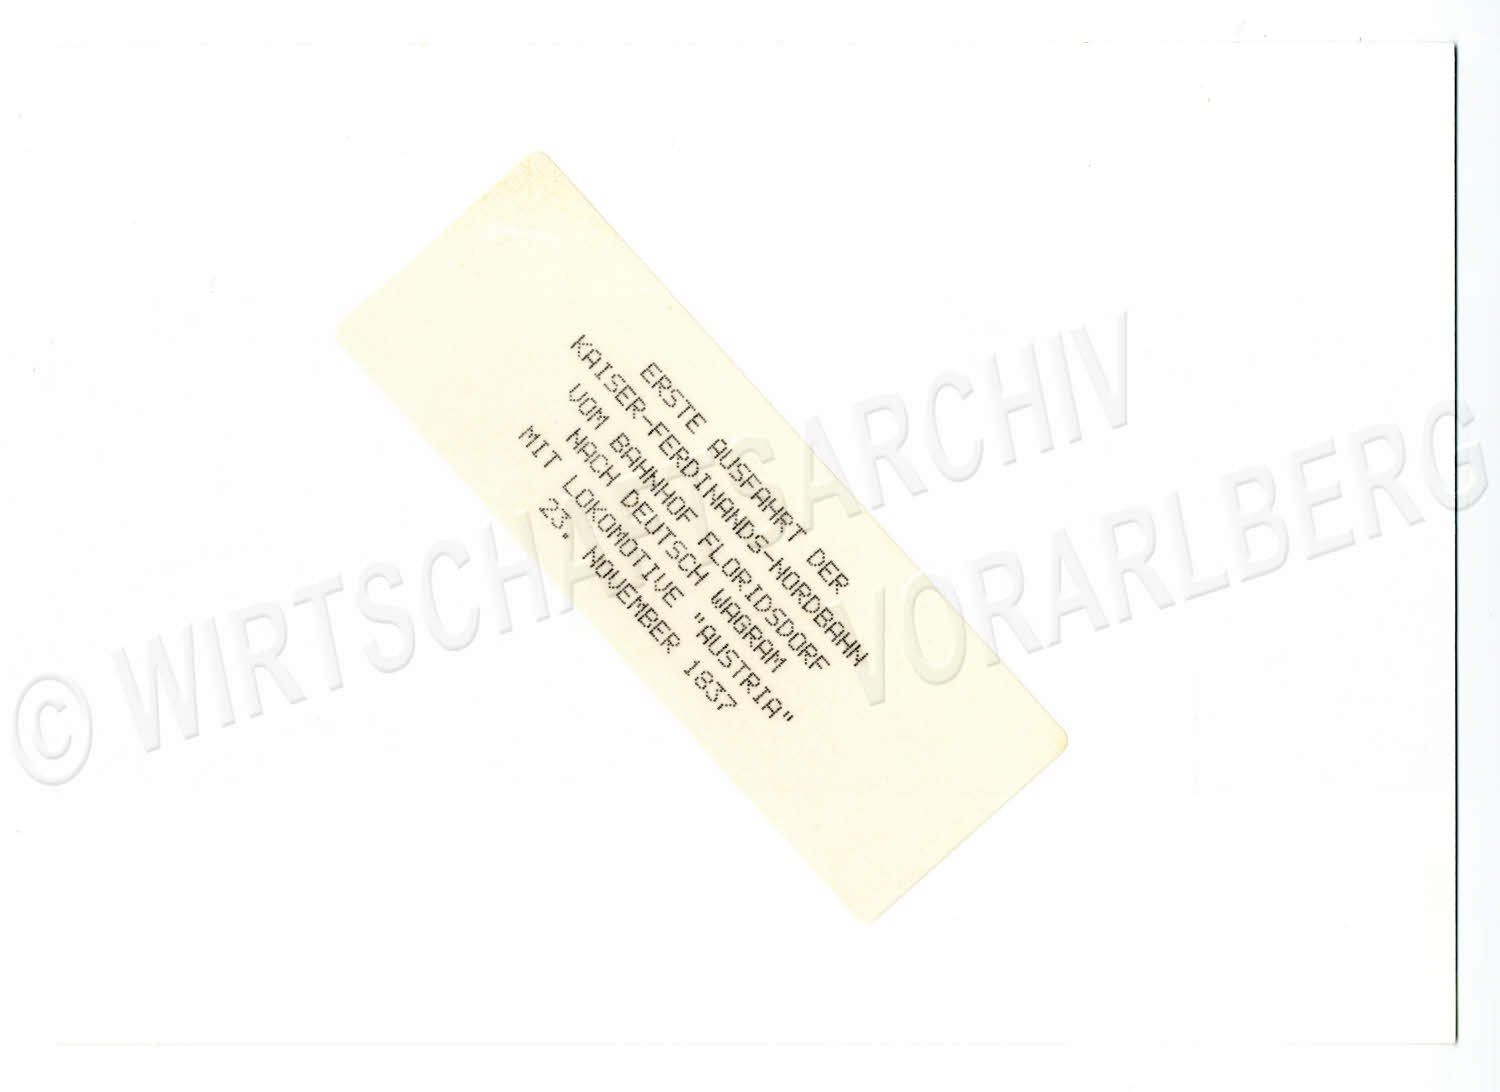 ERSTE AUSFAHRT DER
KAISER-FERDINANDS-NORDBAHN
VOM BAHNHOF FLORIDSDORF
NACH DEUTSCH WAGRAM
MIT LOKOMOTIVE "AUSTRIA"
23. NOVEMBER 1837
© WIRTSCHAFTSARCHIV
VORARLBERG